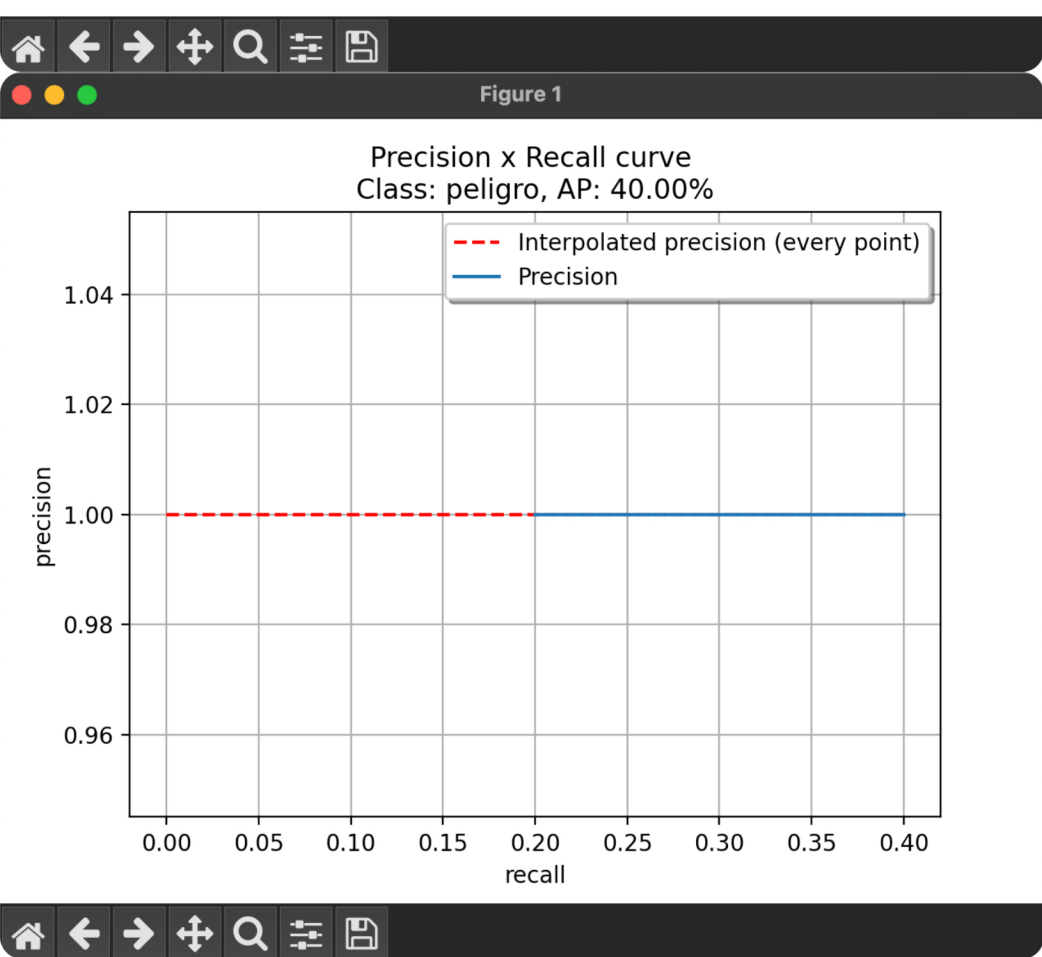 Figure 1
Precision x Recall curve
Class: peligro, AP: 40.00%
Interpolated precision (every point)
Precision
1.04
1.02
1.00
0.98
0.96
precision
0.00 0.05 0.10 0.15 0.20 0.25 0.30 0.35 0.40
recall